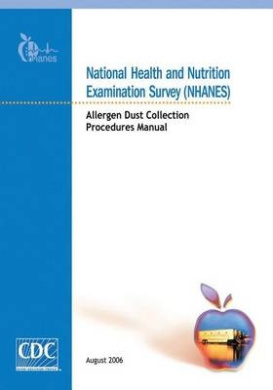 nhanes
National Health and Nutrition
Examination Survey (NHANES)
Allergen Dust Collection
Procedures Manual
CDC
August 2006